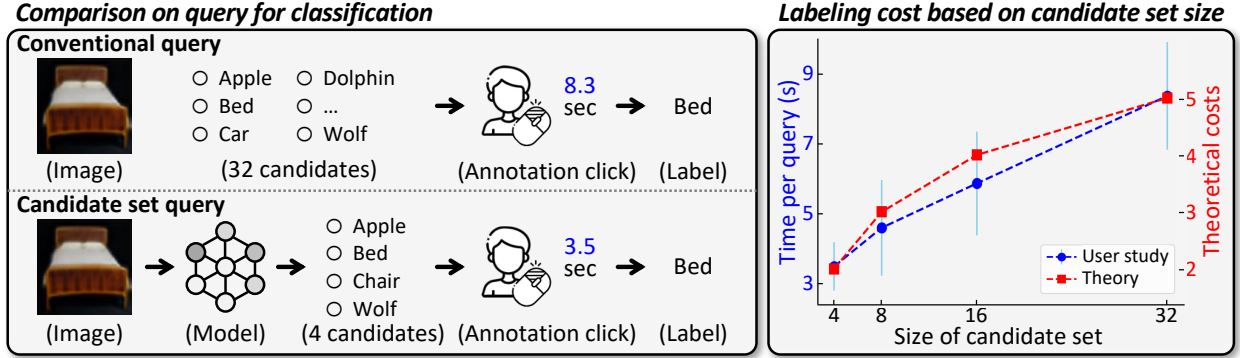 Comparison on query for classification
Conventional query
Apple
Bed
Car
Dolphin
...
Wolf
8.3
sec
Bed
(Image)
(32 candidates)
(Annotation click)
(Label)
Candidate set query
Apple
Bed
Chair
Wolf
3.5
sec
Bed
(Image)
(Model)
(4 candidates)
(Annotation click)
(Label)
Labeling cost based on candidate set size
Time per query (s)
9
7
5
3
Theoretical costs
5
4
3
2
User study
Theory
4
8
16
32
Size of candidate set